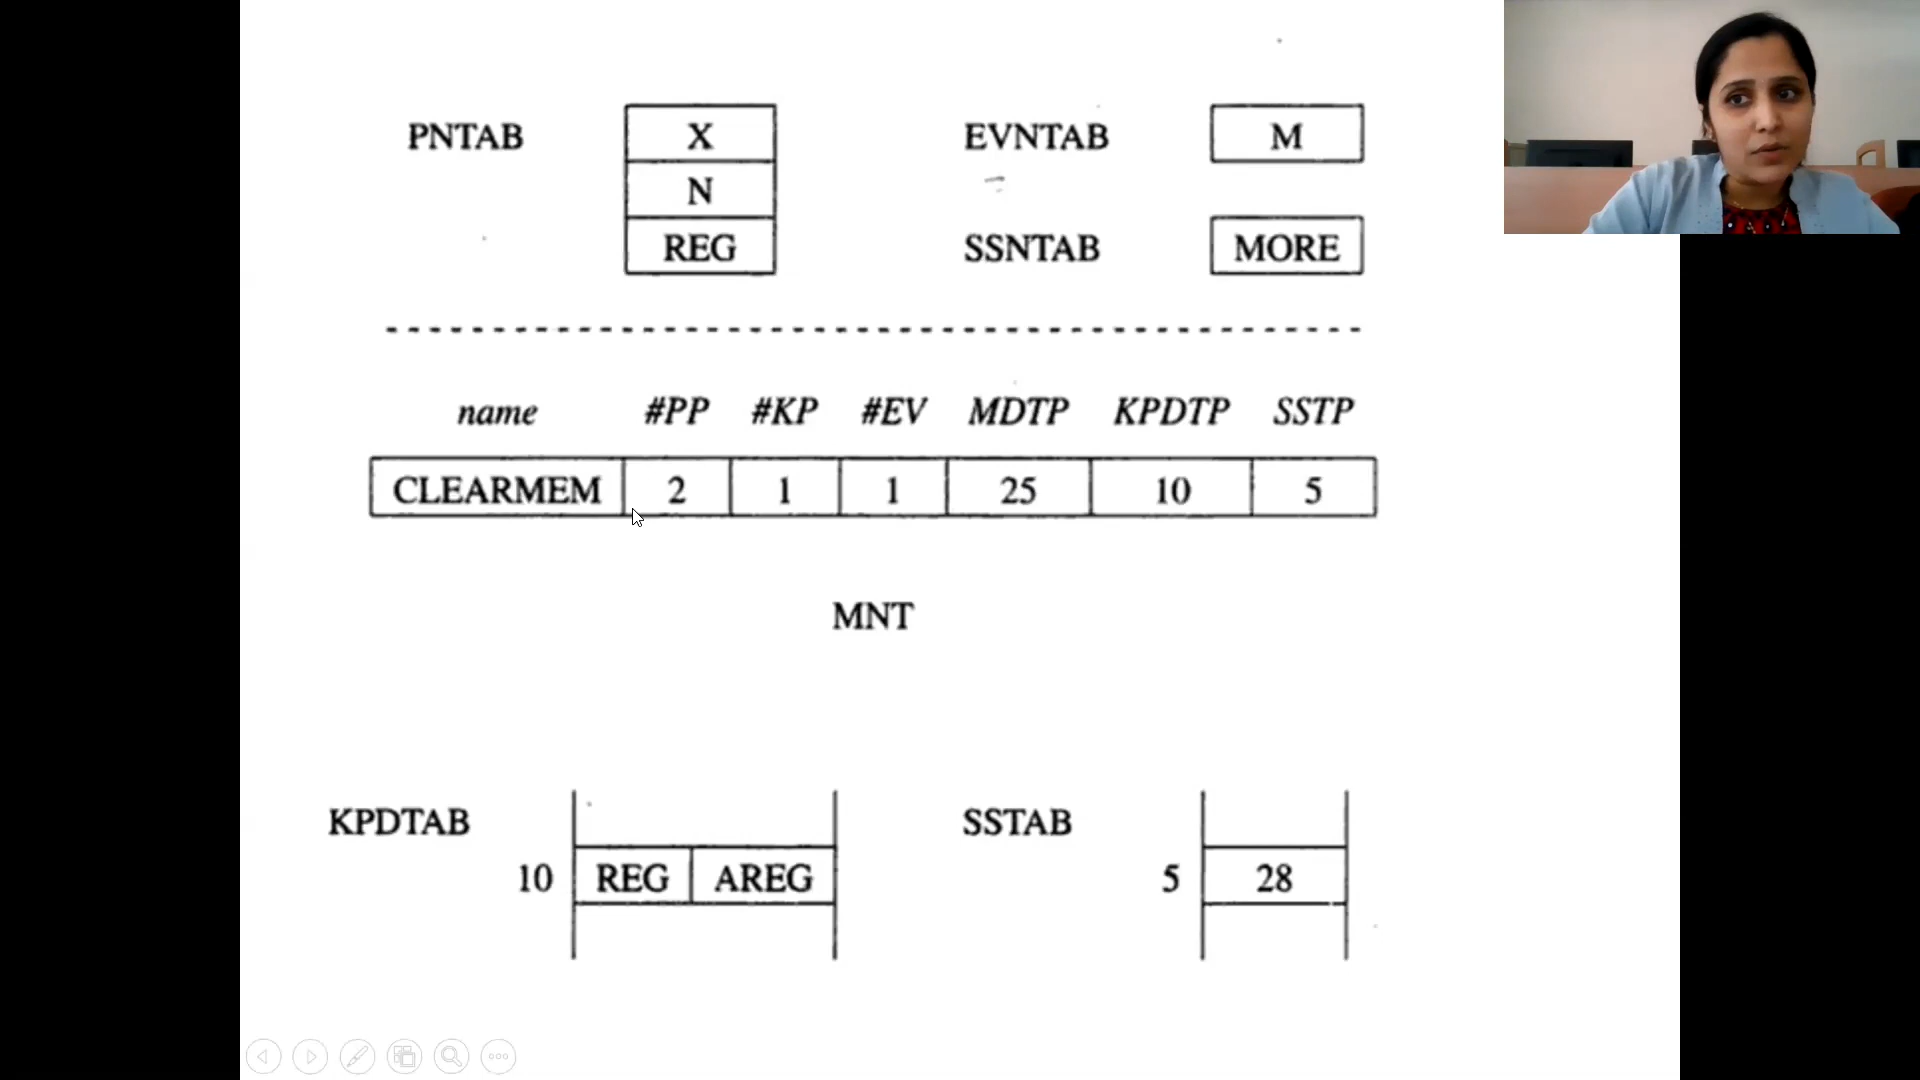 PNTAB X EVNTAB M
N
REG SSNTAB MORE
name #PP #KP #EV MDTP KPDTP SSTP
CLEARMEM 2 1 1 25 10 5
MNT
KPDTAB SSTAB
10 REG AREG 5 28